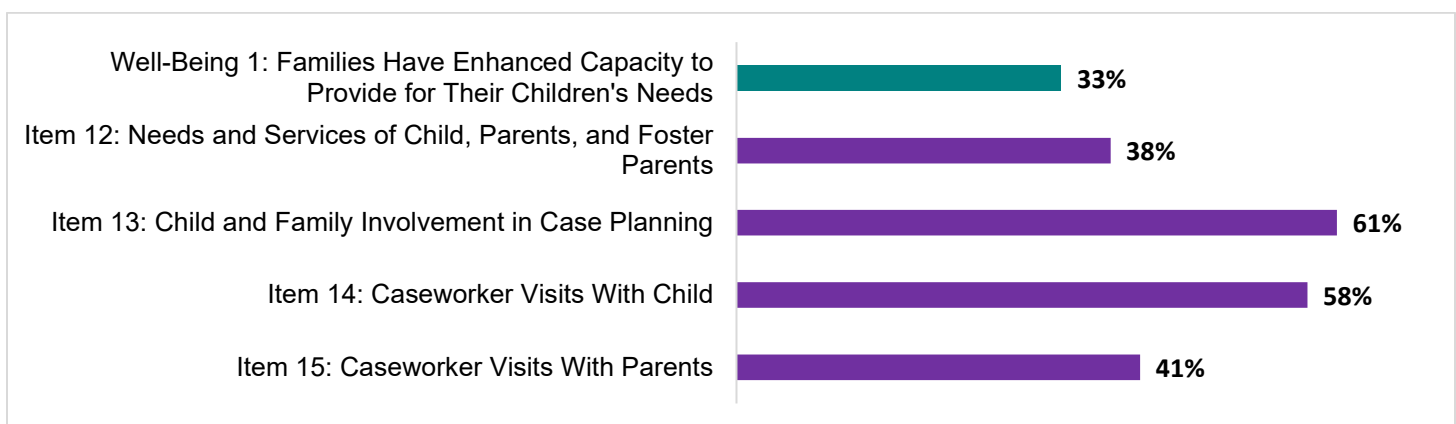 Well-Being 1: Families Have Enhanced Capacity to
Provide for Their Children's Needs
33%
Item 12: Needs and Services of Child, Parents, and Foster
Parents
38%
Item 13: Child and Family Involvement in Case Planning
61%
Item 14: Caseworker Visits With Child
58%
Item 15: Caseworker Visits With Parents
41%